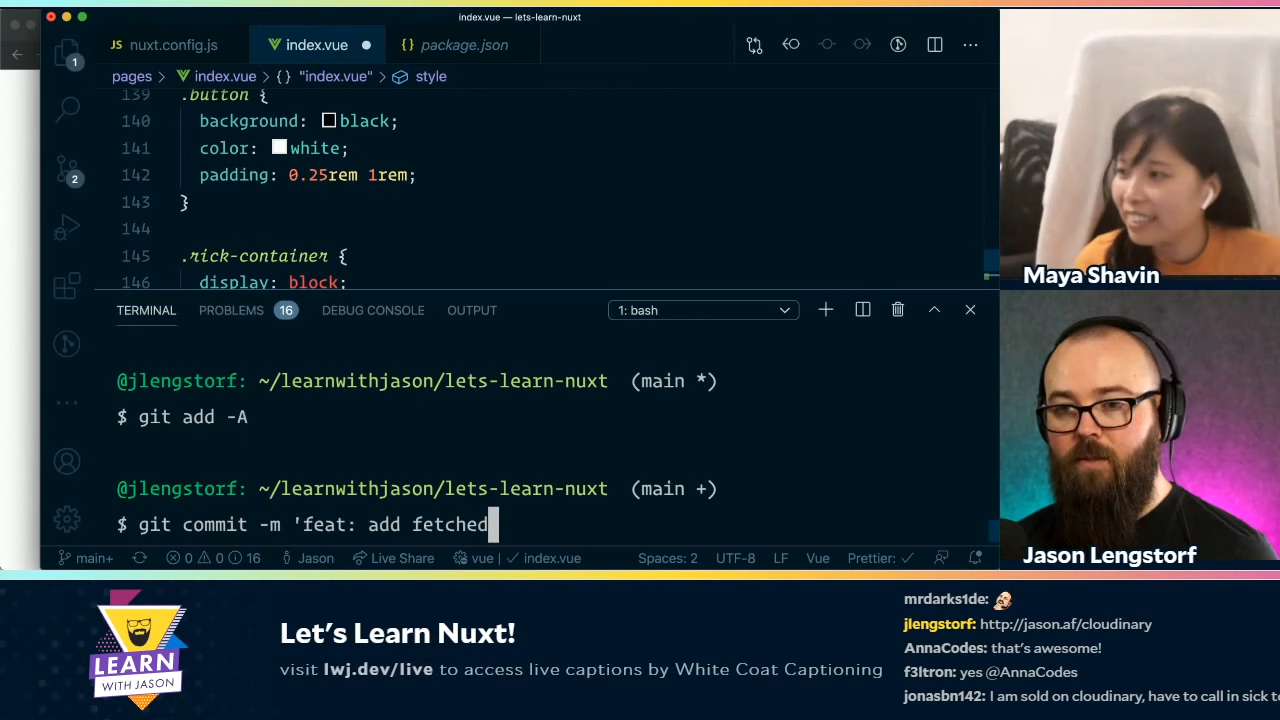 index.vue — lets-learn-nuxt
JS nuxt.config.js
index.vue
{} package.json
pages > index.vue > {} "index.vue" > style
139 .button {
140 background: black;
141 color: white;
142 padding: 0.25rem 1rem;
143 }
144
145 .rick-container {
146 display: block;
1
2
TERMINAL PROBLEMS 16 DEBUG CONSOLE OUTPUT 1: bash
@jlengstorf: ~/learnwithjason/lets-learn-nuxt (main *)
$ git add -A
@jlengstorf: ~/learnwithjason/lets-learn-nuxt (main +)
$ git commit -m 'feat: add fetched
main+ 0 0 16 Jason Live Share vue | ✓ index.vue Spaces: 2 UTF-8 LF Vue Prettier: ✓
Maya Shavin
Jason Lengstorf
LEARN
WITH JASON
Let's Learn Nuxt!
visit lwj.dev/live to access live captions by White Coat Captioning
mrdarks1de:
jlengstorf: http://jason.af/cloudinary
AnnaCodes: that's awesome!
f3ltron: yes @AnnaCodes
jonasbn142: I am sold on cloudinary, have to call in sick to